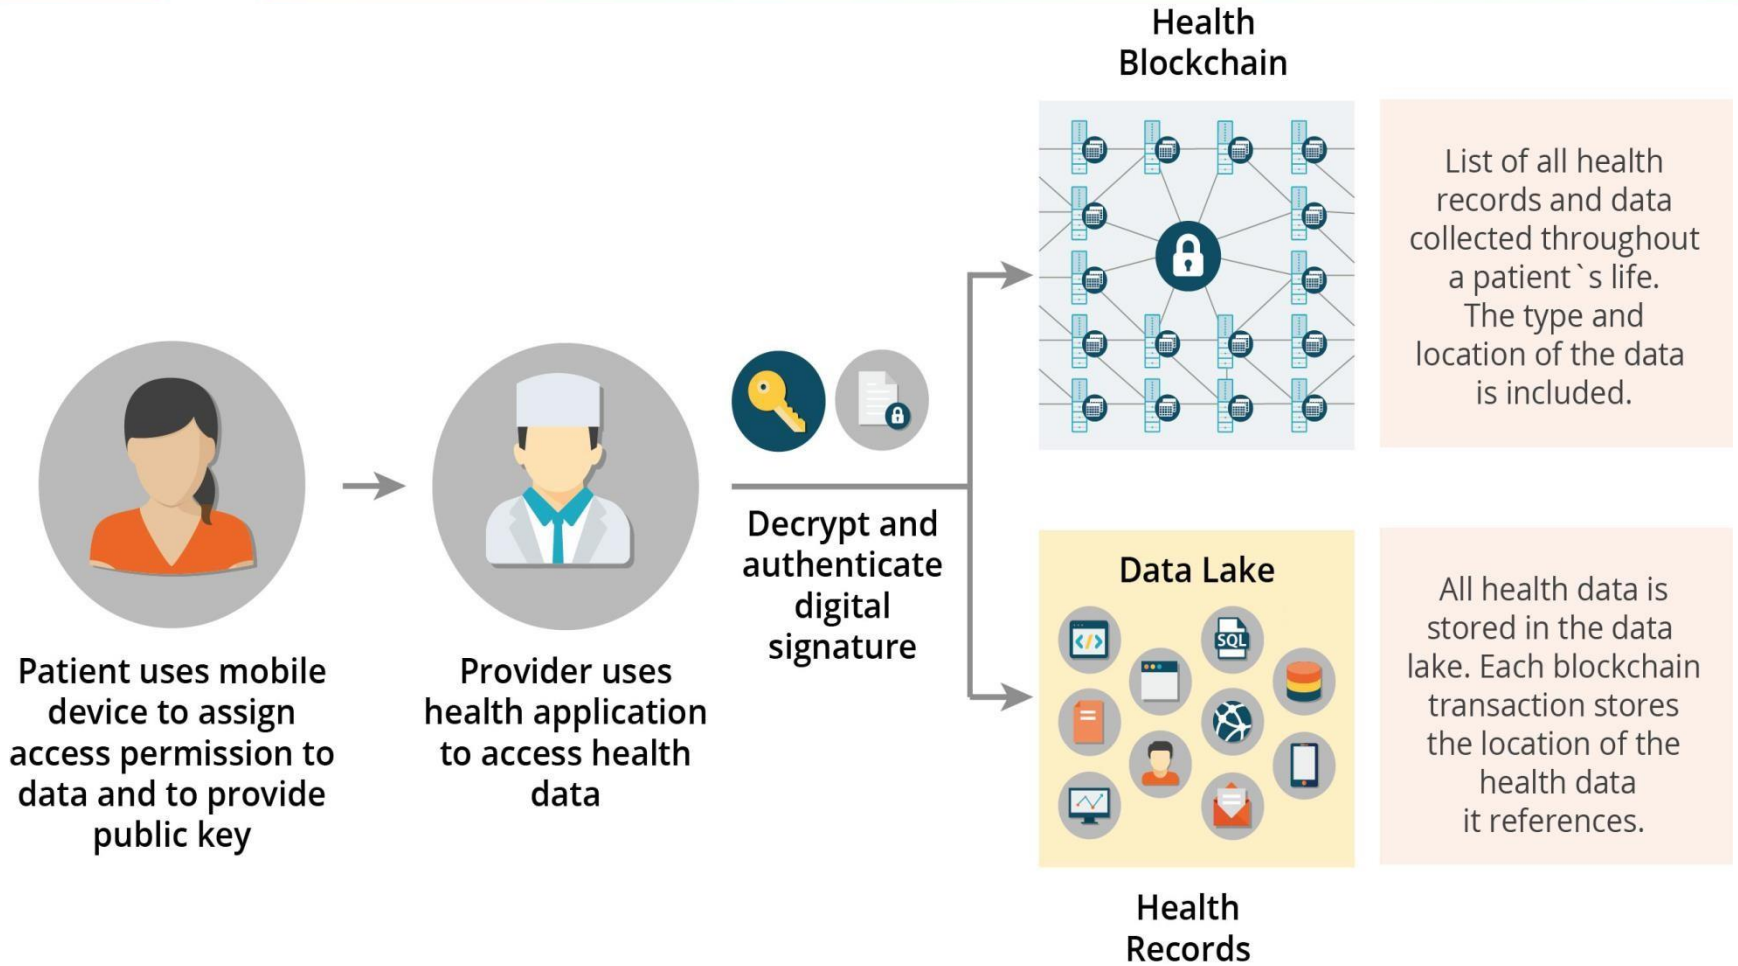 Health
Blockchain
List of all health
records and data
collected throughout
a patient`s life.
The type and
location of the data
is included.
Patient uses mobile
device to assign
access permission to
data and to provide
public key
Provider uses
health application
to access health
data
Decrypt and
authenticate
digital
signature
Data Lake
SQL
</>
All health data is
stored in the data
lake. Each blockchain
transaction stores
the location of the
health data
it references.
Health
Records